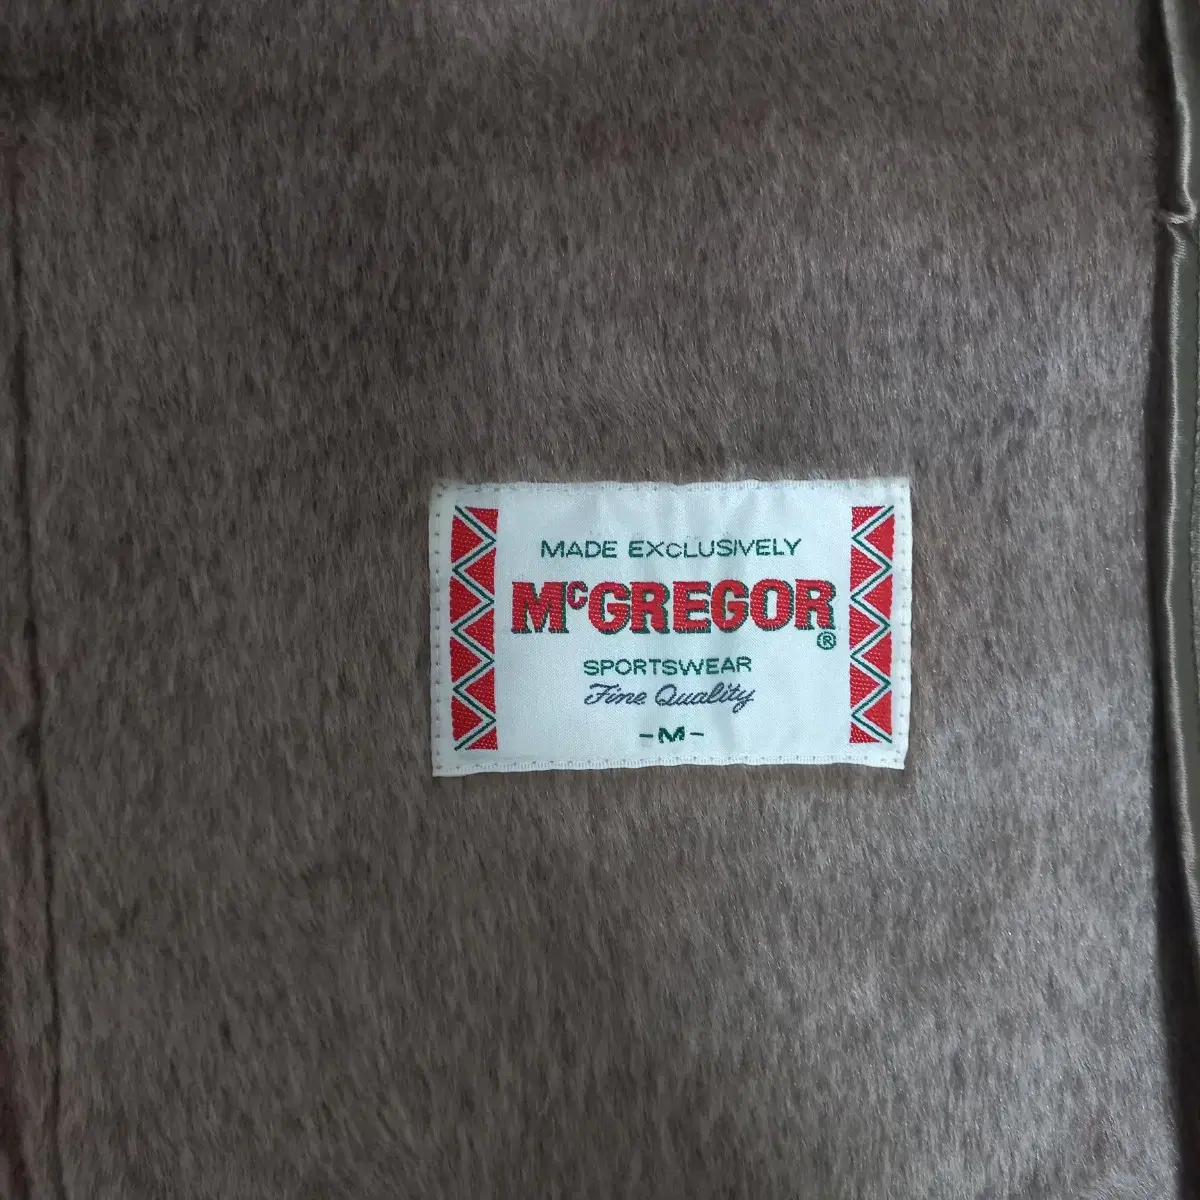 MADE EXCLUSIVELY
McGREGOR®
SPORTSWEAR
Fine Quality
-M-